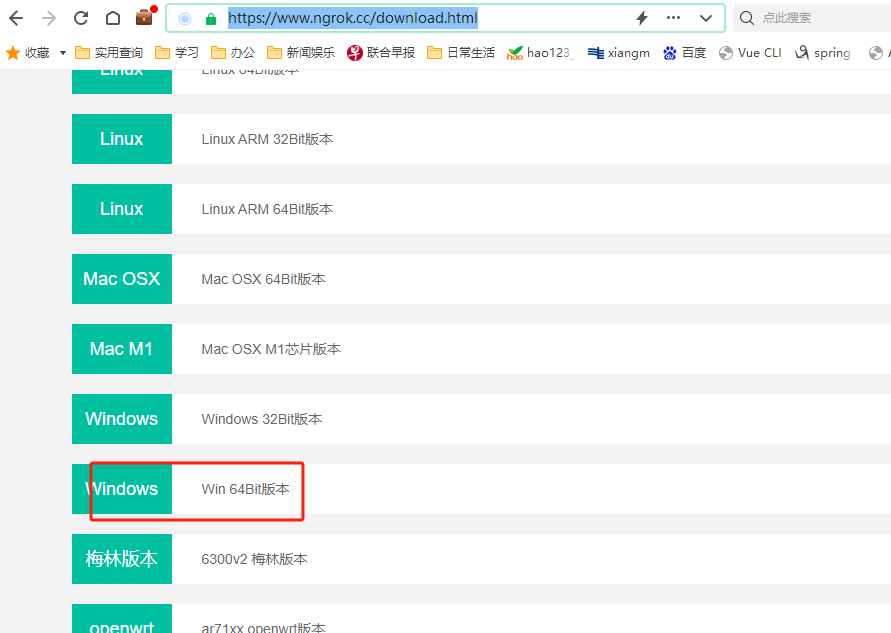 https://www.ngrok.cc/download.html 点此搜索
收藏 实用查询 学习 办公 新闻娱乐 联合早报 日常生活 hao123_ xiangm 百度 Vue CLI spring
Linux Linux 64Bit版本
Linux Linux ARM 32Bit版本
Linux Linux ARM 64Bit版本
Mac OSX Mac OSX 64Bit版本
Mac M1 Mac OSX M1芯片版本
Windows Windows 32Bit版本
Windows Win 64Bit版本
梅林版本 6300v2 梅林版本
openwrt ar71xx openwrt版本